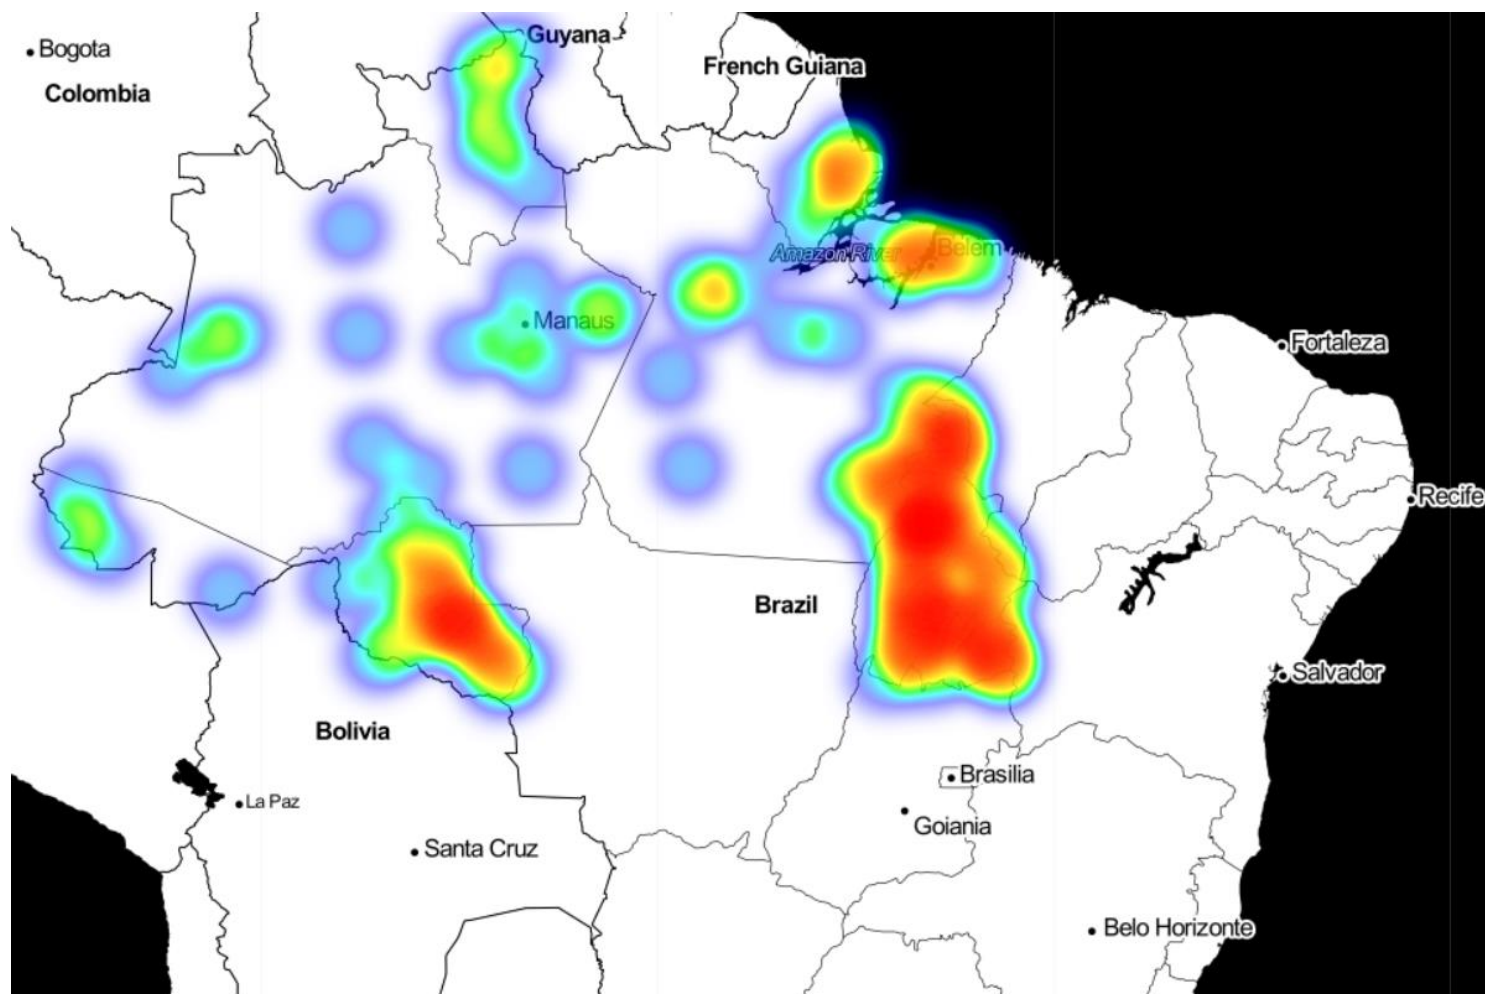 Guyana
Bogota
French Guiana
Colombia
Amazon River
Belem
Manaus
Fortaleza
Recife
Brazil
Salvador
Bolivia
Brasilia
La Paz
Goiania
Santa Cruz
Belo Horizonte